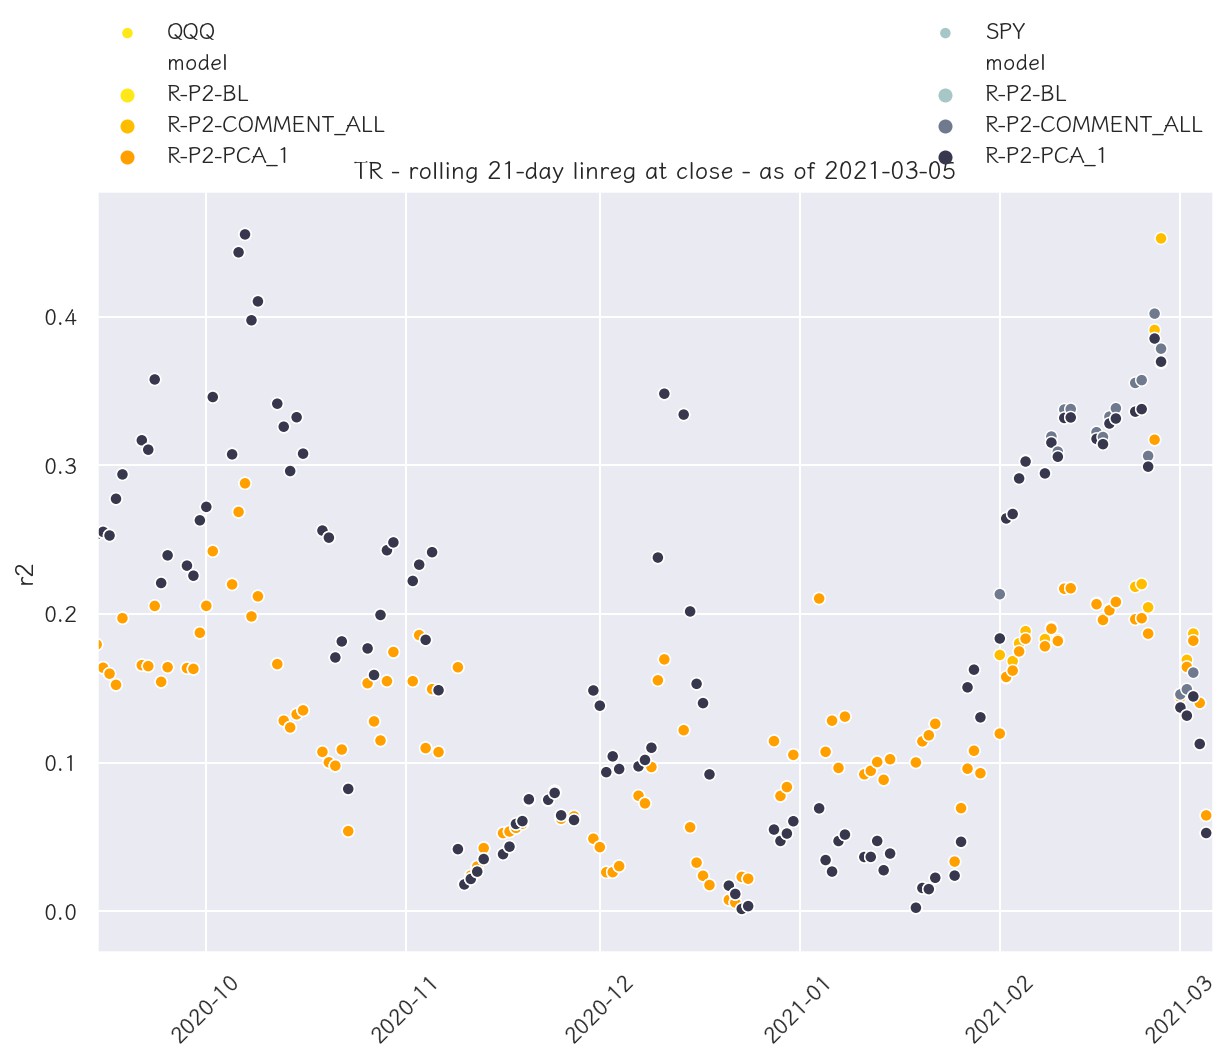 QQQ
model
R-P2-BL
R-P2-COMMENT_ALL
R-P2-PCA_1
SPY
model
R-P2-BL
R-P2-COMMENT_ALL
R-P2-PCA_1
TR - rolling 21-day linreg at close - as of 2021-03-05
r2
0.4
0.3
0.2
0.1
0.0
2020-10
2020-11
2020-12
2021-01
2021-02
2021-03